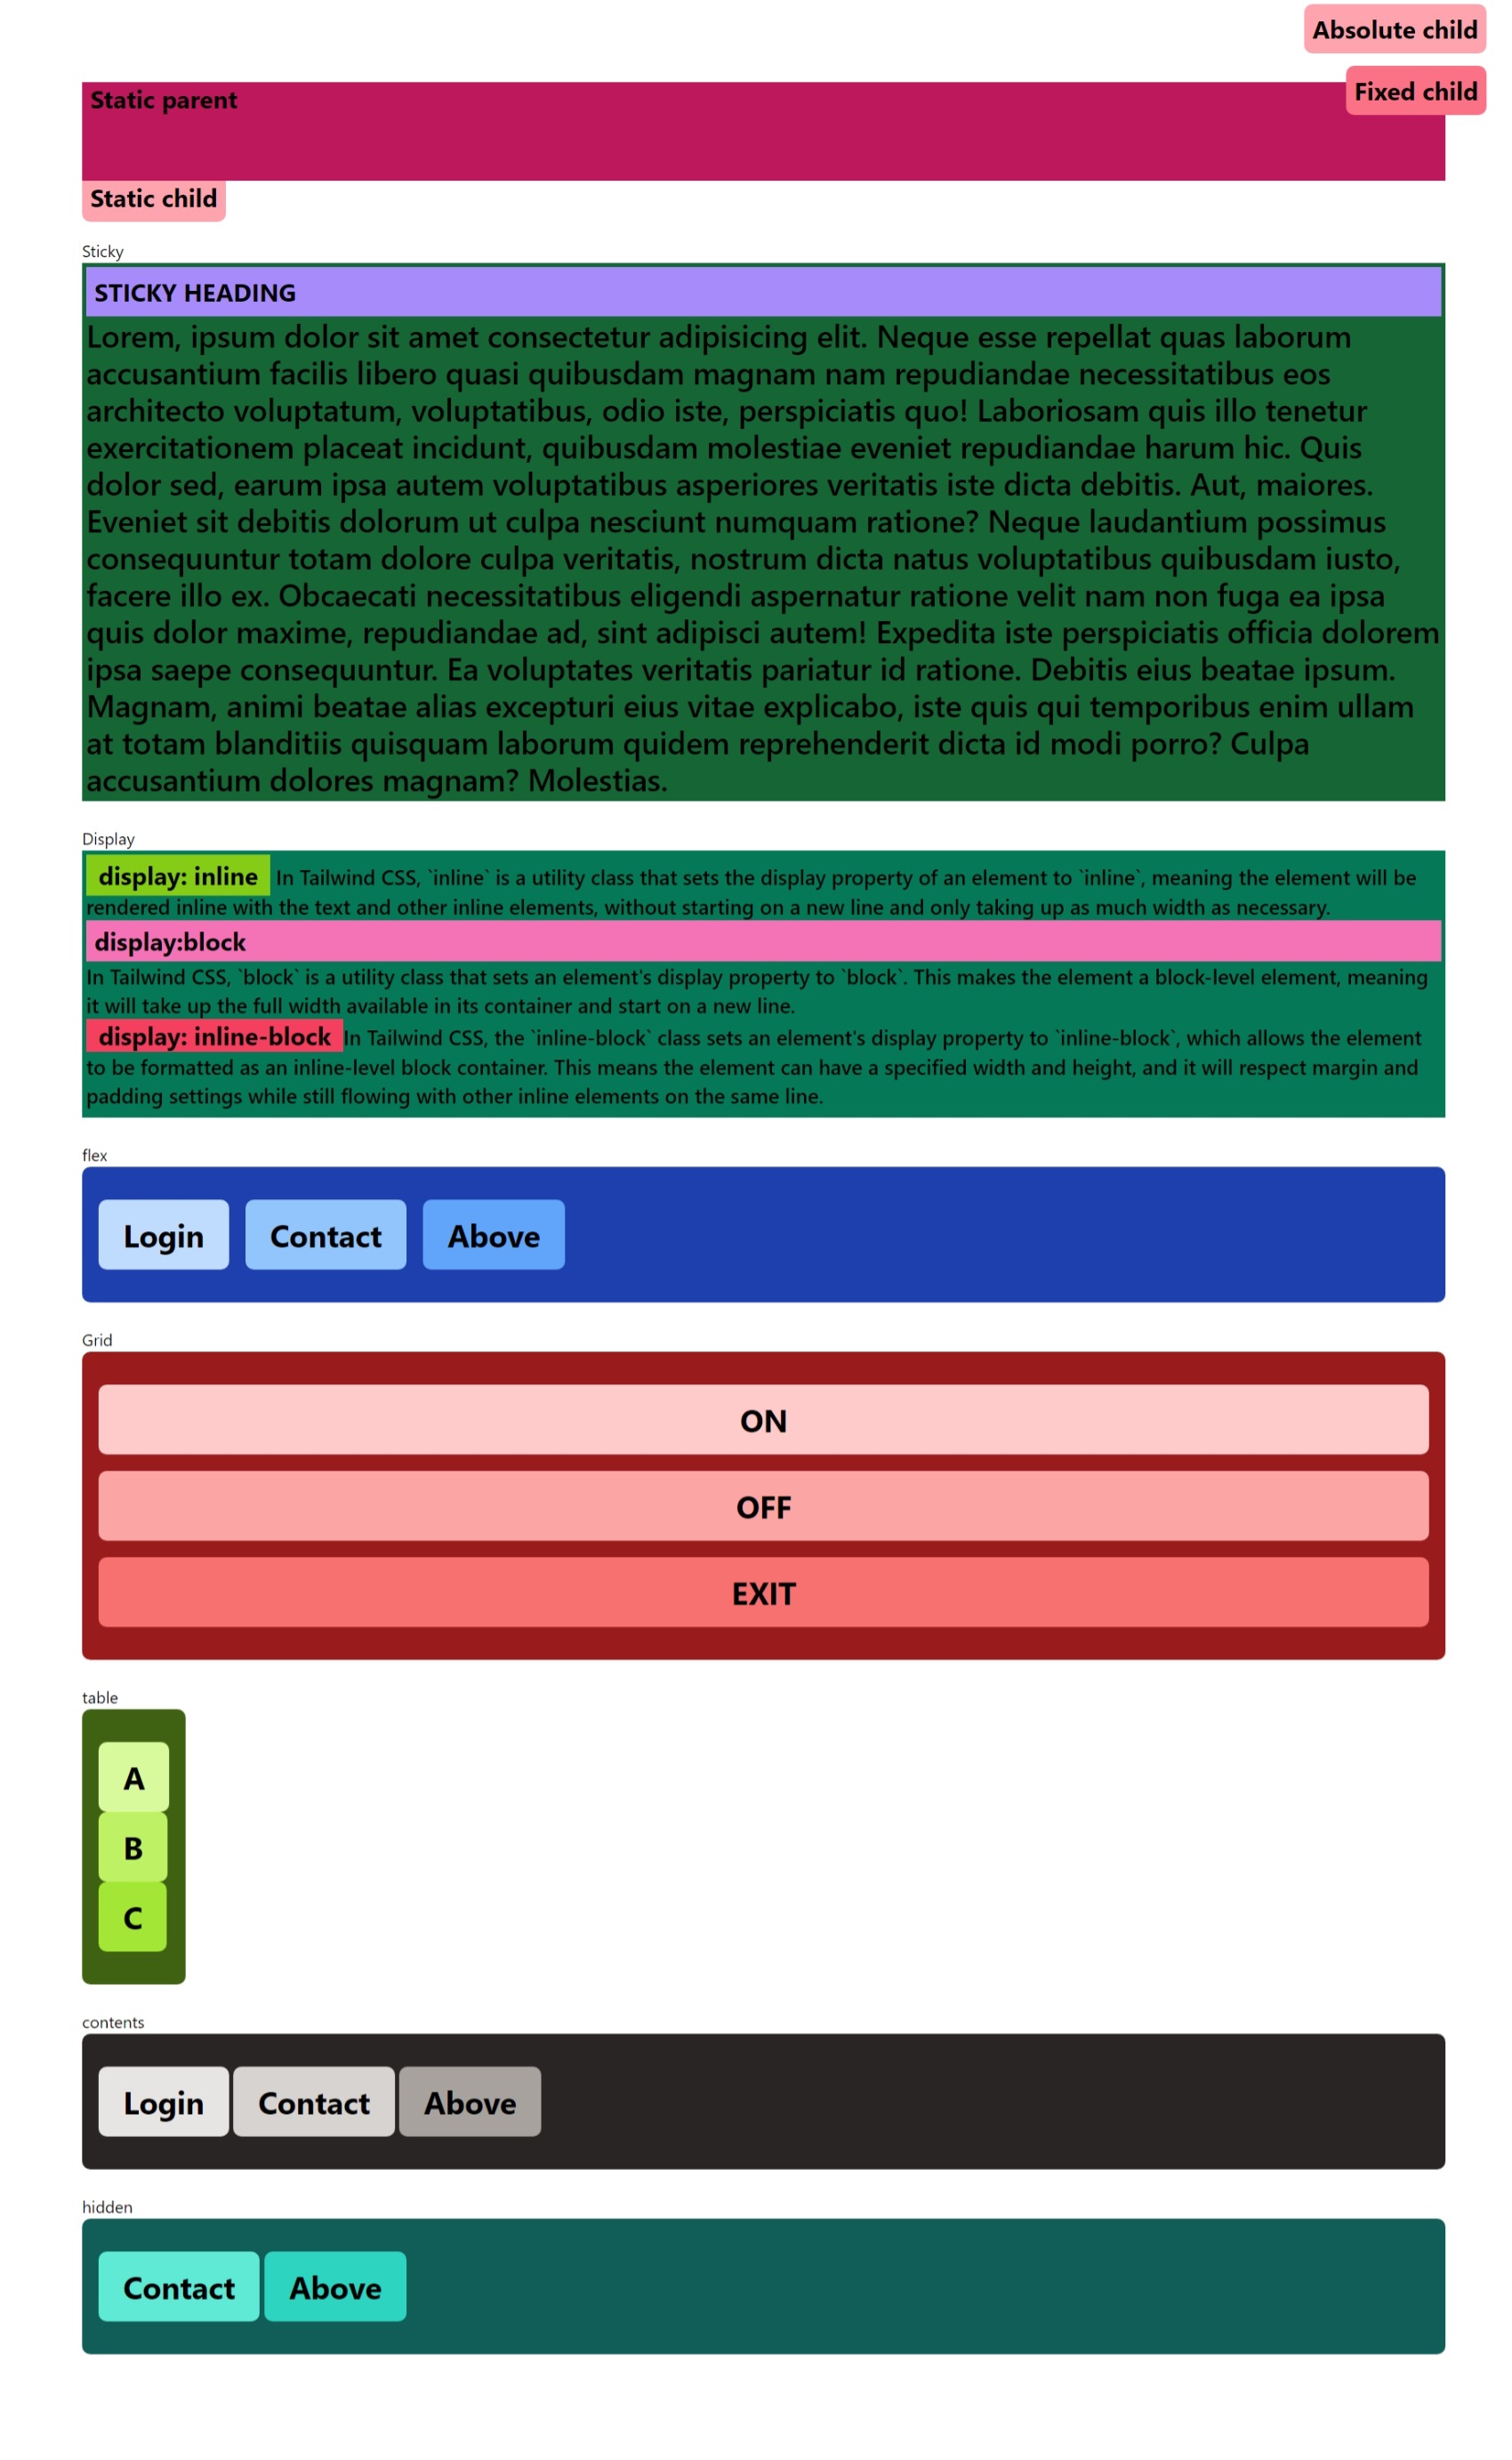 Absolute child
Static parent
Fixed child
Static child
Sticky
STICKY HEADING
Lorem, ipsum dolor sit amet consectetur adipisicing elit. Neque esse repellat quas laborum
accusantium facilis libero quasi quibusdam magnam nam repudiandae necessitatibus eos
architecto voluptatum, voluptatibus, odio iste, perspiciatis quo! Laboriosam quis illo tenetur
exercitationem placeat incidunt, quibusdam molestiae eveniet repudiandae harum hic. Quis
dolor sed, earum ipsa autem voluptatibus asperiores veritatis iste dicta debitis. Aut, maiores.
Eveniet sit debitis dolorum ut culpa nesciunt numquam ratione? Neque laudantium possimus
consequuntur totam dolore culpa veritatis, nostrum dicta natus voluptatibus quibusdam iusto,
facere illo ex. Obcaecati necessitatibus eligendi aspernatur ratione velit nam non fuga ea ipsa
quis dolor maxime, repudiandae ad, sint adipisci autem! Expedita iste perspiciatis officia dolorem
ipsa saepe consequuntur. Ea voluptates veritatis pariatur id ratione. Debitis eius beatae ipsum.
Magnam, animi beatae alias excepturi eius vitae explicabo, iste quis qui temporibus enim ullam
at totam blanditiis quisquam laborum quidem reprehenderit dicta id modi porro? Culpa
accusantium dolores magnam? Molestias.
Display
display: inline In Tailwind CSS, `inline` is a utility class that sets the display property of an element to `inline`, meaning the element will be
rendered inline with the text and other inline elements, without starting on a new line and only taking up as much width as necessary.
display:block
In Tailwind CSS, `block` is a utility class that sets an element's display property to `block`. This makes the element a block-level element, meaning
it will take up the full width available in its container and start on a new line.
display: inline-block In Tailwind CSS, the `inline-block` class sets an element's display property to `inline-block`, which allows the element
to be formatted as an inline-level block container. This means the element can have a specified width and height, and it will respect margin and
padding settings while still flowing with other inline elements on the same line.
flex
Login Contact Above
Grid
ON
OFF
EXIT
table
A
B
C
contents
Login Contact Above
hidden
Contact Above